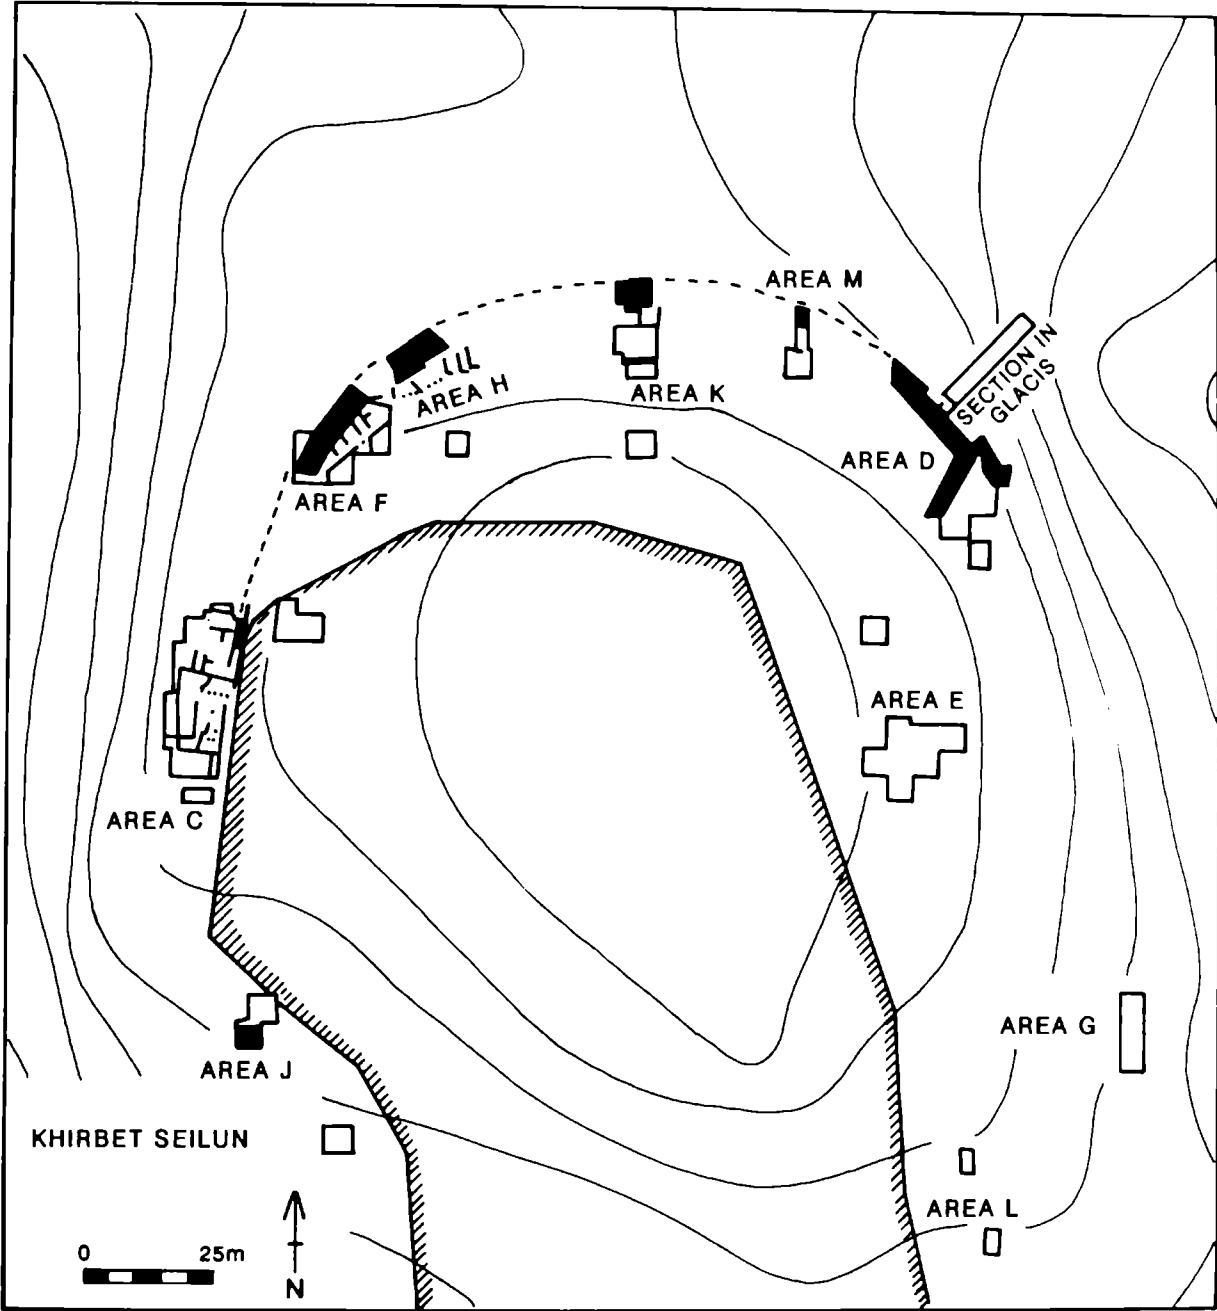 AREA M
SECTION IN
GLACIS
AREA H
AREA K
AREA D
AREA F
AREA E
AREA C
AREA G
AREA J
KHIRBET SEILUN
AREA L
0 25m
N